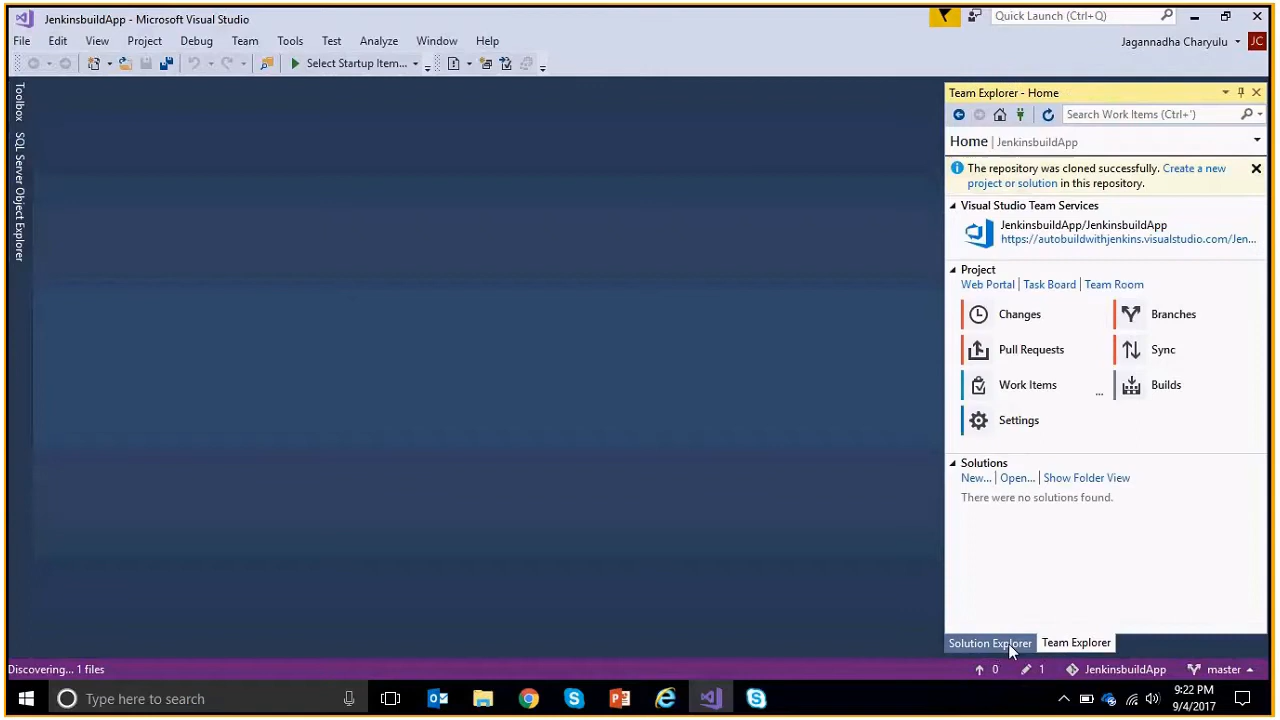 JenkinsbuildApp - Microsoft Visual Studio
Quick Launch (Ctrl+Q)
File Edit View Project Debug Team Tools Test Analyze Window Help
Jagannadha Charyulu JC
Select Startup Item...
Toolbox
SQL Server Object Explorer
Team Explorer - Home
Search Work Items (Ctrl+')
Home | JenkinsbuildApp
The repository was cloned successfully. Create a new
project or solution in this repository.
Visual Studio Team Services
JenkinsbuildApp/JenkinsbuildApp
https://autobuildwithjenkins.visualstudio.com/Jen...
Project
Web Portal | Task Board | Team Room
Changes Branches
Pull Requests Sync
Work Items ... Builds
Settings
Solutions
New... | Open... | Show Folder View
There were no solutions found.
Solution Explorer Team Explorer
Discovering... 1 files 0 1 JenkinsbuildApp master
Type here to search
9:22 PM
9/4/2017